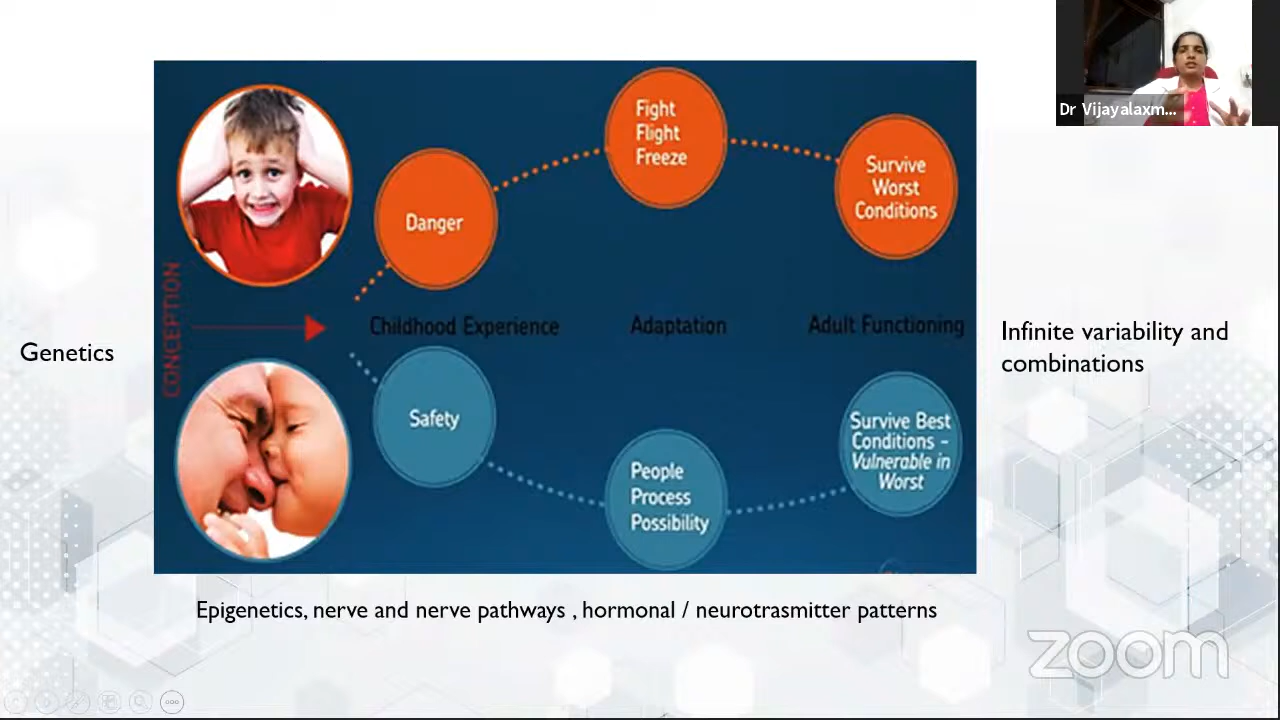 Dr Vijayalaxm...
Fight
Flight
Freeze
Survive
Worst
Conditions
Danger
CONCEPTION
Childhood Experience
Adaptation
Adult Functioning
Genetics
Infinite variability and
combinations
Safety
People
Process
Possibility
Survive Best
Conditions –
Vulnerable in
Worst
Epigenetics, nerve and nerve pathways , hormonal / neurotrasmitter patterns
zoom